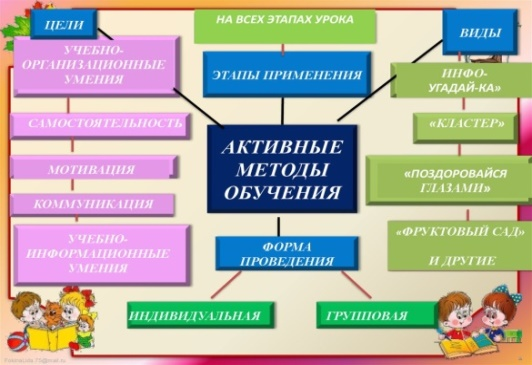 ЦЕЛИ
УЧЕБНО-
ОРГАНИЗАЦИОННЫЕ
УМЕНИЯ
САМОСТОЯТЕЛЬНОСТЬ
МОТИВАЦИЯ
КОММУНИКАЦИЯ
УЧЕБНО-
ИНФОРМАЦИОННЫЕ
УМЕНИЯ
НА ВСЕХ ЭТАПАХ УРОКА
ЭТАПЫ ПРИМЕНЕНИЯ
АКТИВНЫЕ
МЕТОДЫ
ОБУЧЕНИЯ
ФОРМА
ПРОВЕДЕНИЯ
ИНДИВИДУАЛЬНАЯ
ГРУППОВАЯ
ВИДЫ
ИНФО-
УГАДАЙ-КА»
«КЛАСТЕР»
«ПОЗДОРОВАЙСЯ
ГЛАЗАМИ»
«ФРУКТОВЫЙ САД»
И ДРУГИЕ